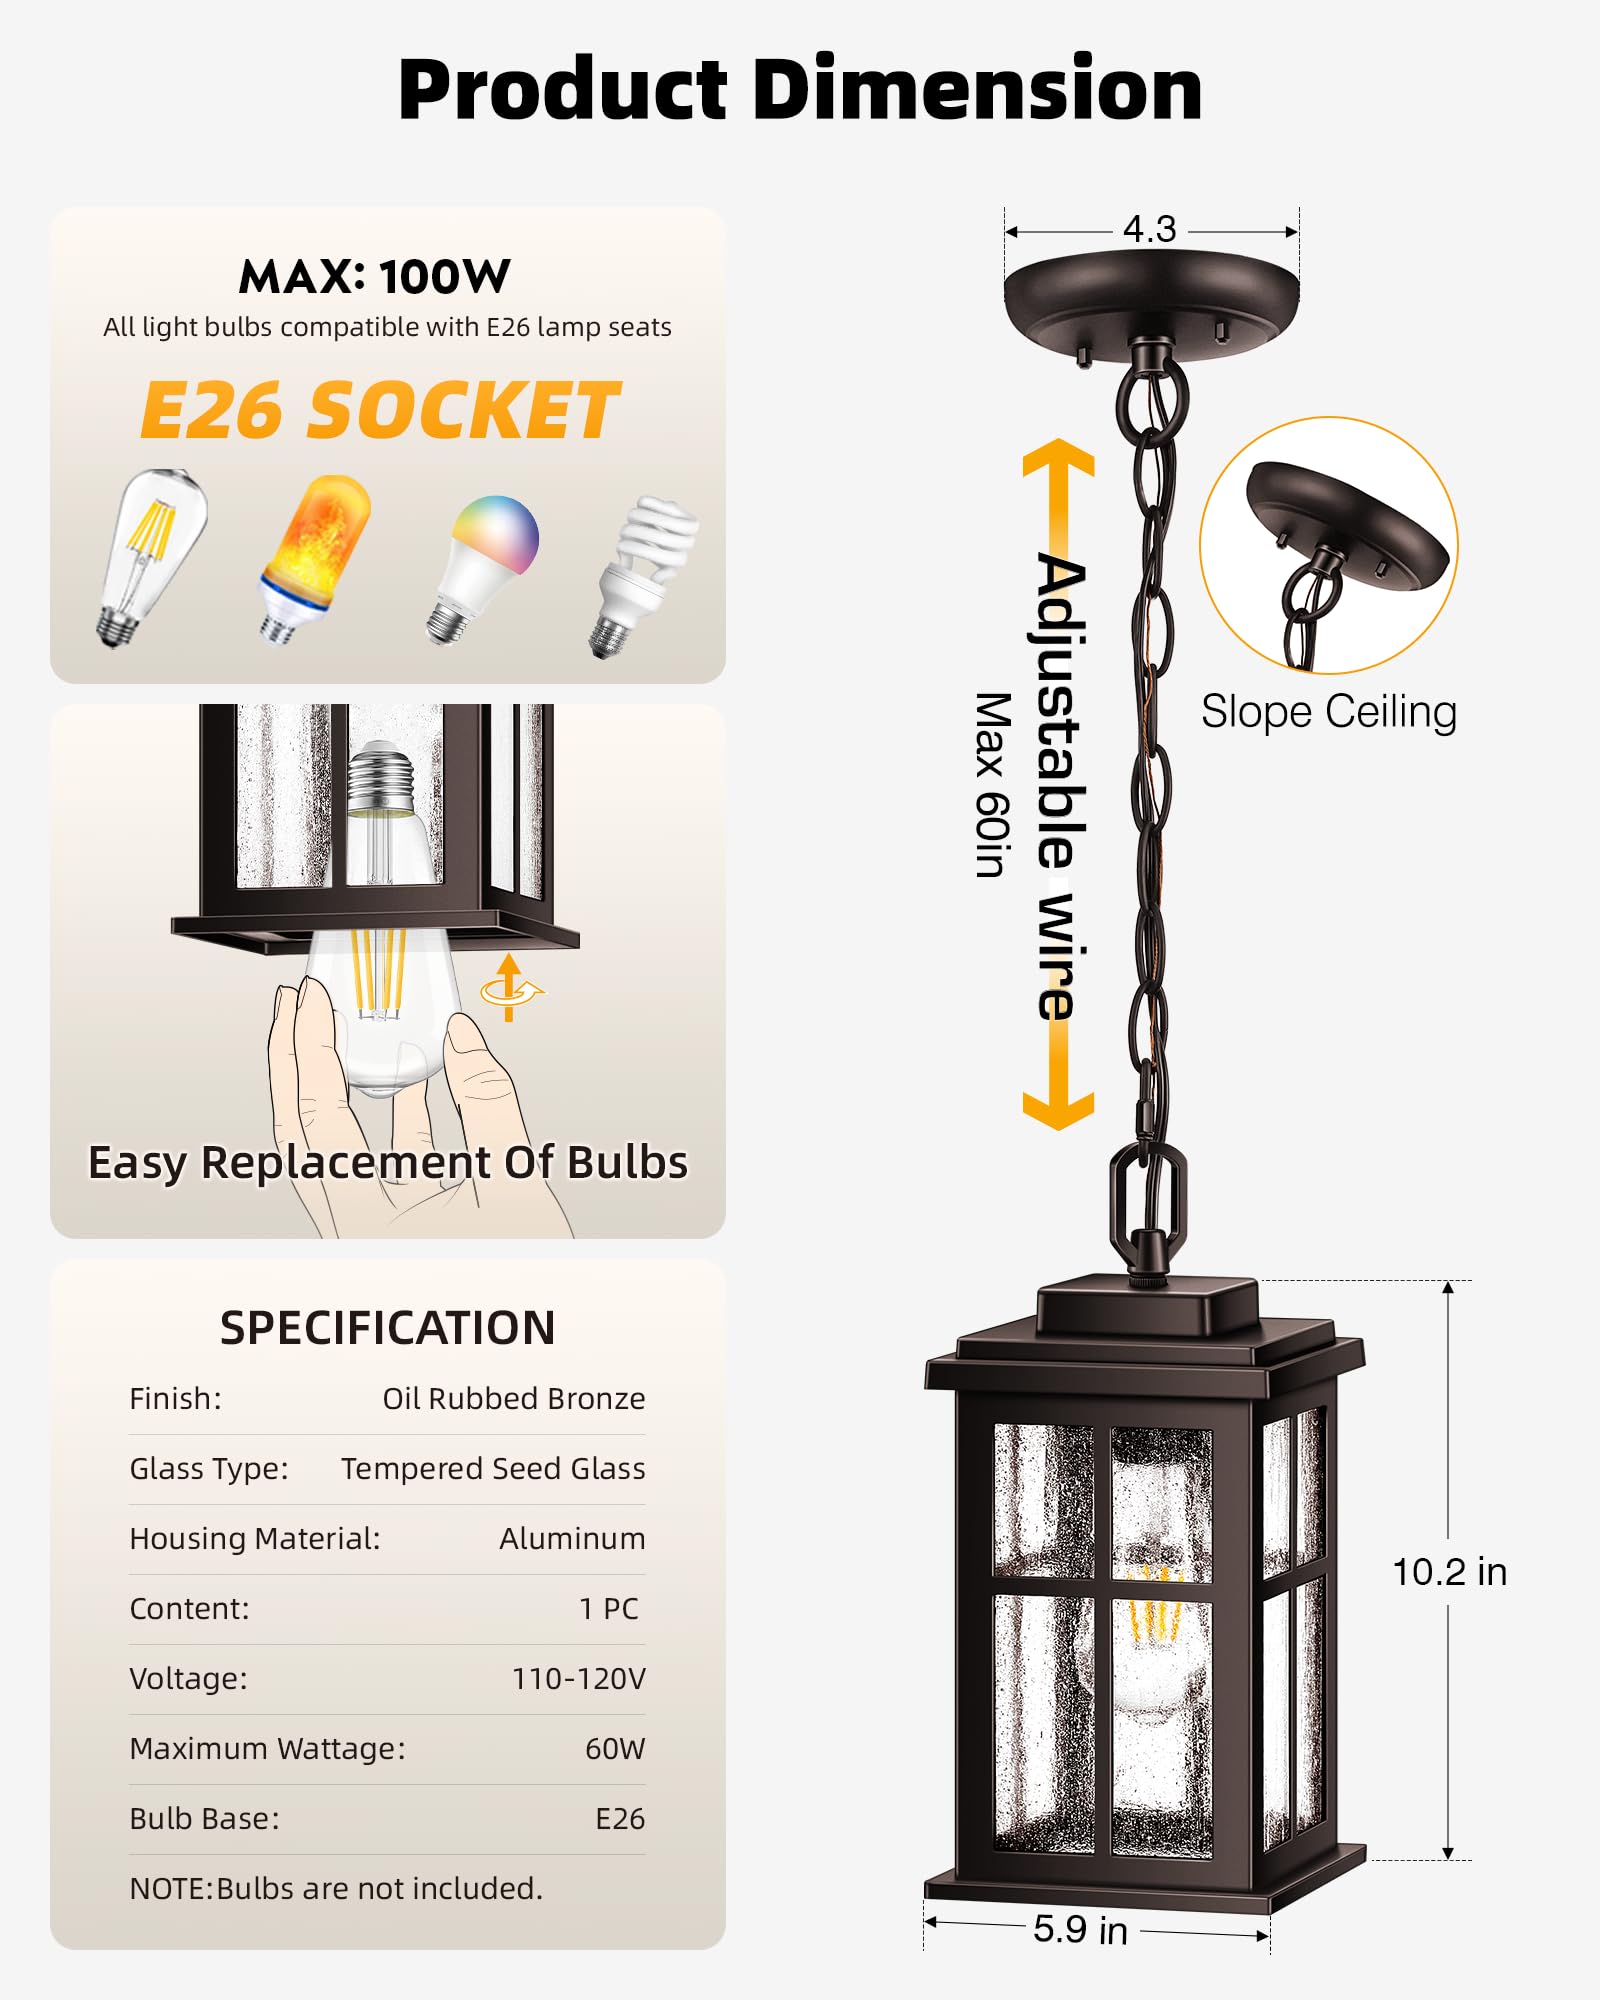 Product Dimension
MAX: 100W
All light bulbs compatible with E26 lamp seats
E26 SOCKET
Easy Replacement Of Bulbs
SPECIFICATION
Finish: Oil Rubbed Bronze
Glass Type: Tempered Seed Glass
Housing Material: Aluminum
Content: 1 PC
Voltage: 110-120V
Maximum Wattage: 60W
Bulb Base: E26
NOTE:Bulbs are not included.
4.3
Adjustable wire
Max 60in
Slope Ceiling
10.2 in
5.9 in